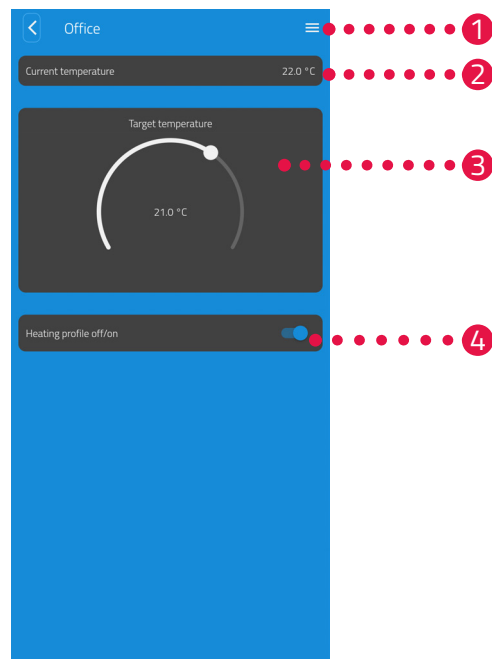 Office
1
Current temperature 22.0 °C
2
Target temperature
3
21.0 °C
Heating profile off/on
4